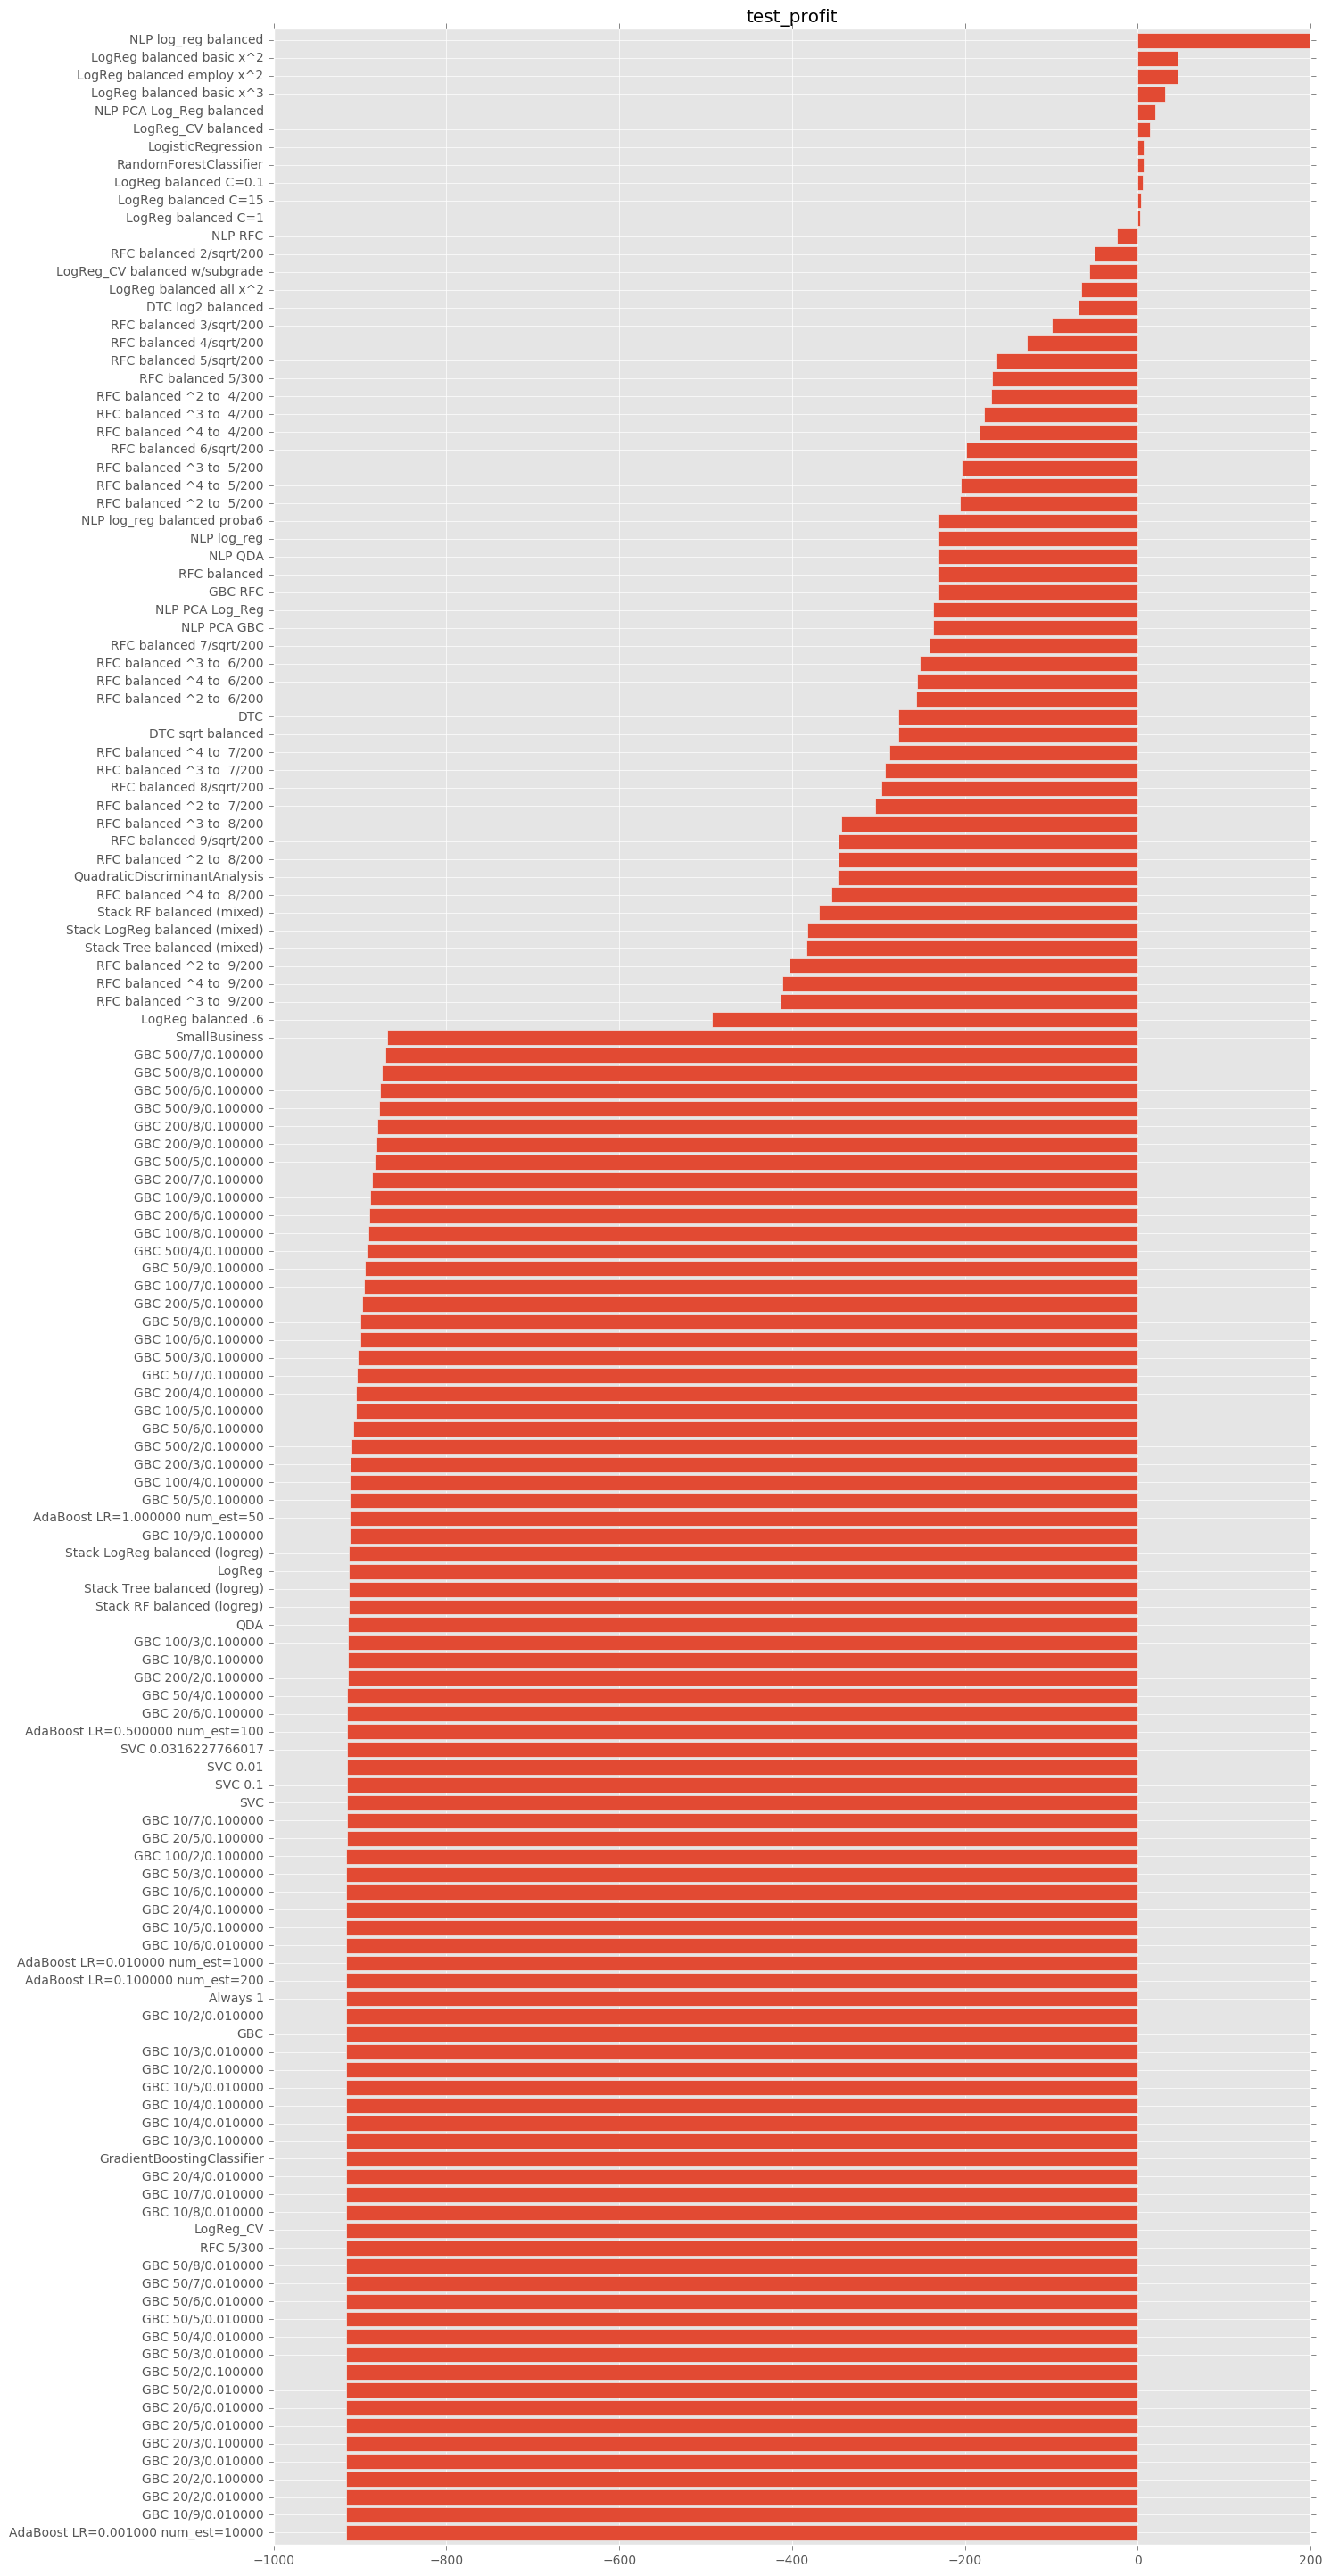 test_profit
NLP log_reg balanced
LogReg balanced basic x^2
LogReg balanced employ x^2
LogReg balanced basic x^3
NLP PCA Log_Reg balanced
LogReg_CV balanced
LogisticRegression
RandomForestClassifier
LogReg balanced C=0.1
LogReg balanced C=15
LogReg balanced C=1
NLP RFC
RFC balanced 2/sqrt/200
LogReg_CV balanced w/subgrade
LogReg balanced all x^2
DTC log2 balanced
RFC balanced 3/sqrt/200
RFC balanced 4/sqrt/200
RFC balanced 5/sqrt/200
RFC balanced 5/300
RFC balanced ^2 to  4/200
RFC balanced ^3 to  4/200
RFC balanced ^4 to  4/200
RFC balanced 6/sqrt/200
RFC balanced ^3 to  5/200
RFC balanced ^4 to  5/200
RFC balanced ^2 to  5/200
NLP log_reg balanced proba6
NLP log_reg
NLP QDA
RFC balanced
GBC RFC
NLP PCA Log_Reg
NLP PCA GBC
RFC balanced 7/sqrt/200
RFC balanced ^3 to  6/200
RFC balanced ^4 to  6/200
RFC balanced ^2 to  6/200
DTC
DTC sqrt balanced
RFC balanced ^4 to  7/200
RFC balanced ^3 to  7/200
RFC balanced 8/sqrt/200
RFC balanced ^2 to  7/200
RFC balanced ^3 to  8/200
RFC balanced 9/sqrt/200
RFC balanced ^2 to  8/200
QuadraticDiscriminantAnalysis
RFC balanced ^4 to  8/200
Stack RF balanced (mixed)
Stack LogReg balanced (mixed)
Stack Tree balanced (mixed)
RFC balanced ^2 to  9/200
RFC balanced ^4 to  9/200
RFC balanced ^3 to  9/200
LogReg balanced .6
SmallBusiness
GBC 500/7/0.100000
GBC 500/8/0.100000
GBC 500/6/0.100000
GBC 500/9/0.100000
GBC 200/8/0.100000
GBC 200/9/0.100000
GBC 500/5/0.100000
GBC 200/7/0.100000
GBC 100/9/0.100000
GBC 200/6/0.100000
GBC 100/8/0.100000
GBC 500/4/0.100000
GBC 50/9/0.100000
GBC 100/7/0.100000
GBC 200/5/0.100000
GBC 50/8/0.100000
GBC 100/6/0.100000
GBC 500/3/0.100000
GBC 50/7/0.100000
GBC 200/4/0.100000
GBC 100/5/0.100000
GBC 50/6/0.100000
GBC 500/2/0.100000
GBC 200/3/0.100000
GBC 100/4/0.100000
GBC 50/5/0.100000
AdaBoost LR=1.000000 num_est=50
GBC 10/9/0.100000
Stack LogReg balanced (logreg)
LogReg
Stack Tree balanced (logreg)
Stack RF balanced (logreg)
QDA
GBC 100/3/0.100000
GBC 10/8/0.100000
GBC 200/2/0.100000
GBC 50/4/0.100000
GBC 20/6/0.100000
AdaBoost LR=0.500000 num_est=100
SVC 0.0316227766017
SVC 0.01
SVC 0.1
SVC
GBC 10/7/0.100000
GBC 20/5/0.100000
GBC 100/2/0.100000
GBC 50/3/0.100000
GBC 10/6/0.100000
GBC 20/4/0.100000
GBC 10/5/0.100000
GBC 10/6/0.010000
AdaBoost LR=0.010000 num_est=1000
AdaBoost LR=0.100000 num_est=200
Always 1
GBC 10/2/0.010000
GBC
GBC 10/3/0.010000
GBC 10/2/0.100000
GBC 10/5/0.010000
GBC 10/4/0.100000
GBC 10/4/0.010000
GBC 10/3/0.100000
GradientBoostingClassifier
GBC 20/4/0.010000
GBC 10/7/0.010000
GBC 10/8/0.010000
LogReg_CV
RFC 5/300
GBC 50/8/0.010000
GBC 50/7/0.010000
GBC 50/6/0.010000
GBC 50/5/0.010000
GBC 50/4/0.010000
GBC 50/3/0.010000
GBC 50/2/0.100000
GBC 50/2/0.010000
GBC 20/6/0.010000
GBC 20/5/0.010000
GBC 20/3/0.100000
GBC 20/3/0.010000
GBC 20/2/0.100000
GBC 20/2/0.010000
GBC 10/9/0.010000
AdaBoost LR=0.001000 num_est=10000
−1000 −800 −600 −400 −200 0 200